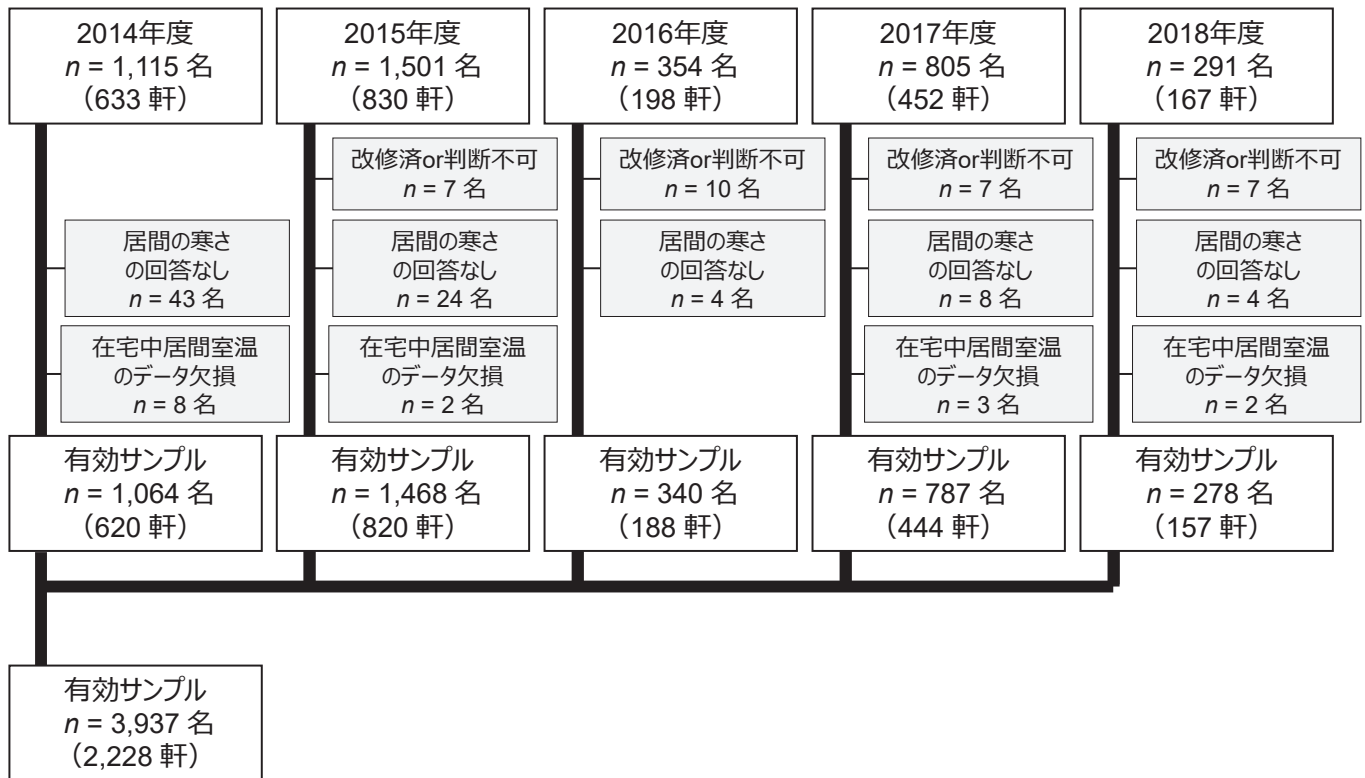 2014年度
n = 1,115 名
（633 軒）
2015年度
n = 1,501 名
（830 軒）
2016年度
n = 354 名
（198 軒）
2017年度
n = 805 名
（452 軒）
2018年度
n = 291 名
（167 軒）
改修済or判断不可
n = 7 名
改修済or判断不可
n = 10 名
改修済or判断不可
n = 7 名
改修済or判断不可
n = 7 名
居間の寒さ
の回答なし
n = 43 名
居間の寒さ
の回答なし
n = 24 名
居間の寒さ
の回答なし
n = 4 名
居間の寒さ
の回答なし
n = 8 名
居間の寒さ
の回答なし
n = 4 名
在宅中居間室温
のデータ欠損
n = 8 名
在宅中居間室温
のデータ欠損
n = 2 名
在宅中居間室温
のデータ欠損
n = 3 名
在宅中居間室温
のデータ欠損
n = 2 名
有効サンプル
n = 1,064 名
（620 軒）
有効サンプル
n = 1,468 名
（820 軒）
有効サンプル
n = 340 名
（188 軒）
有効サンプル
n = 787 名
（444 軒）
有効サンプル
n = 278 名
（157 軒）
有効サンプル
n = 3,937 名
（2,228 軒）